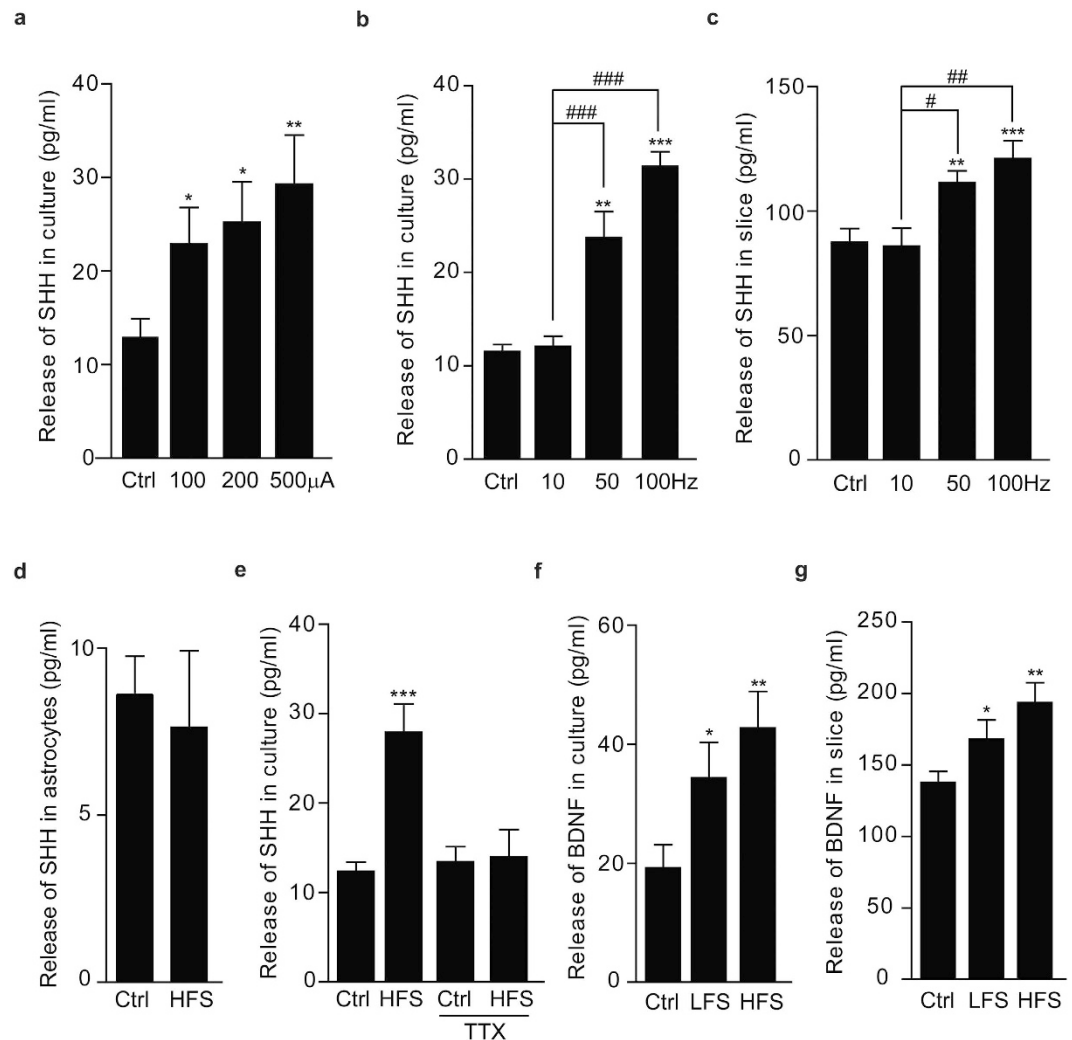 a
Release of SHH in culture (pg/ml)
40
30
20
10
0
*
*
**
Ctrl 100 200 500μA
b
Release of SHH in culture (pg/ml)
40
30
20
10
0
###
###
**
***
Ctrl 10 50 100Hz
c
Release of SHH in slice (pg/ml)
150
100
50
0
##
#
**
***
Ctrl 10 50 100Hz
d
Release of SHH in astrocytes (pg/ml)
10
5
0
Ctrl HFS
e
Release of SHH in culture (pg/ml)
40
30
20
10
0
***
Ctrl HFS Ctrl HFS
TTX
f
Release of BDNF in culture (pg/ml)
60
40
20
0
*
**
Ctrl LFS HFS
g
Release of BDNF in slice (pg/ml)
250
200
150
100
50
0
*
**
Ctrl LFS HFS